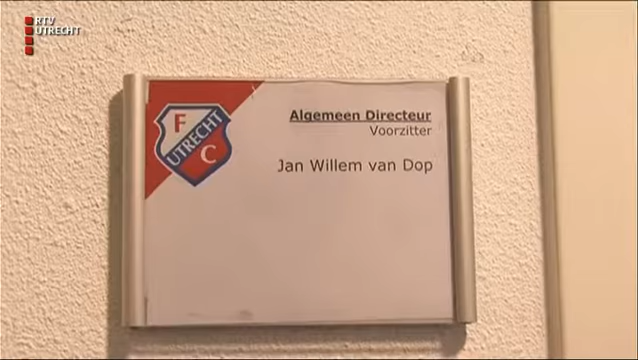 RTV
UTRECHT
Algemeen Directeur
Voorzitter
Jan Willem van Dop
F
UTRECHT
C